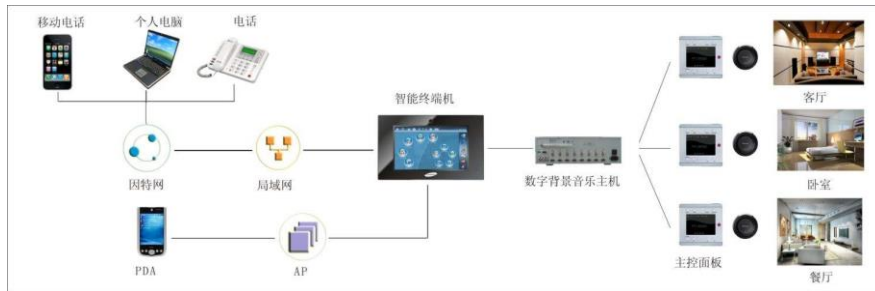 移动电话
个人电脑
电话
智能终端机
客厅
因特网
局域网
数字背景音乐主机
卧室
PDA
AP
主控面板
餐厅